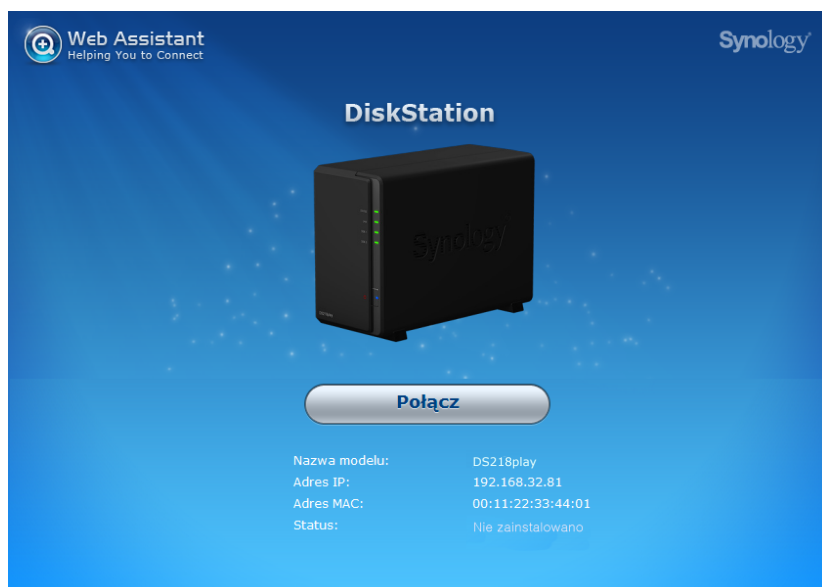 Web Assistant
Helping You to Connect
Synology
DiskStation
Synology
Połącz
Nazwa modelu: DS218play
Adres IP: 192.168.32.81
Adres MAC: 00:11:22:33:44:01
Status: Nie zainstalowano